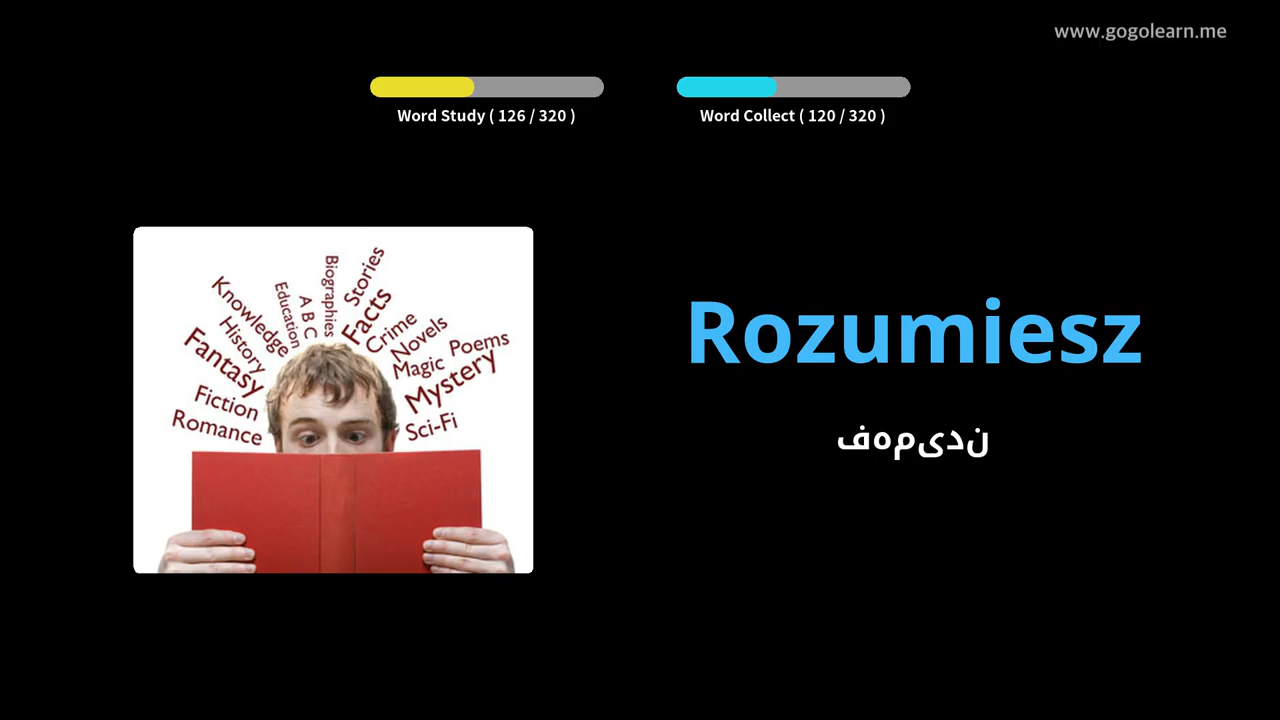 www.gogolearn.me
Word Study ( 126 / 320 )
Word Collect ( 120 / 320 )
Stories
Biographies
Facts
Education
A B C
Knowledge
Crime
Novels
History
Poems
Magic
Fantasy
Mystery
Fiction
Romance
Sci-Fi
Rozumiesz
فهمیدن